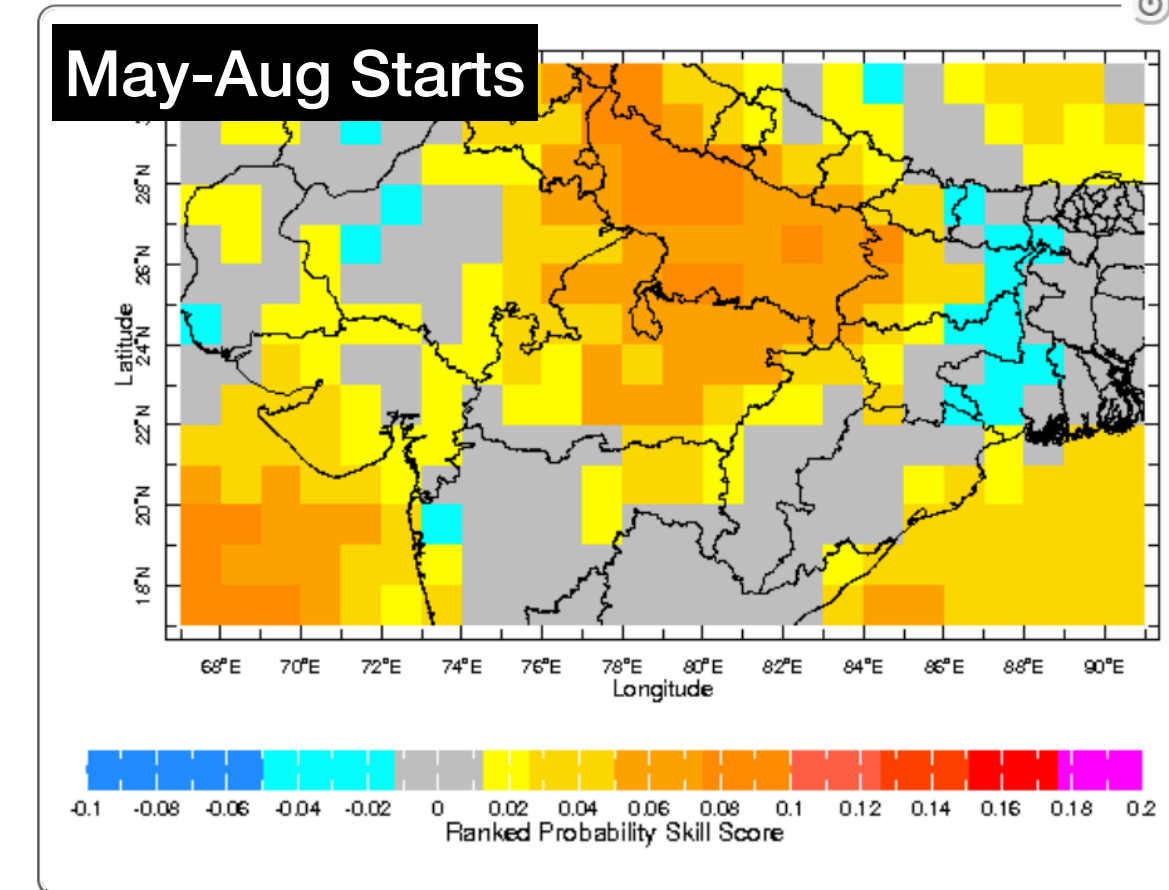 May-Aug Starts
28°N
26°N
24°N
22°N
20°N
18°N
Latitude
68°E 70°E 72°E 74°E 76°E 78°E 80°E 82°E 84°E 86°E 88°E 90°E
Longitude
-0.1 -0.08 -0.06 -0.04 -0.02 0 0.02 0.04 0.06 0.08 0.1 0.12 0.14 0.16 0.18 0.2
Ranked Probability Skill Score